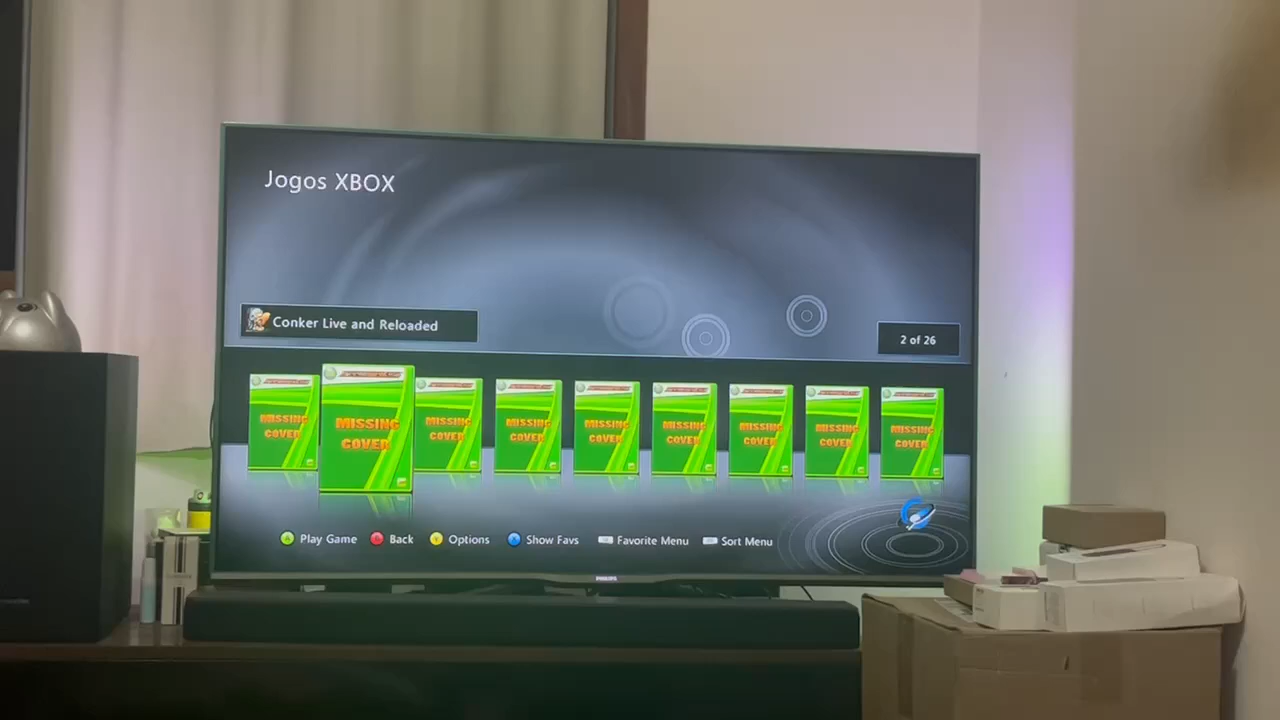 Jogos XBOX
Conker Live and Reloaded
2 of 26
MISSING
COVER
MISSING
COVER
MISSING
COVER
MISSING
COVER
MISSING
COVER
MISSING
COVER
MISSING
COVER
MISSING
COVER
MISSING
COVER
A Play Game B Back Y Options X Show Favs Favorite Menu Sort Menu
PHILIPS